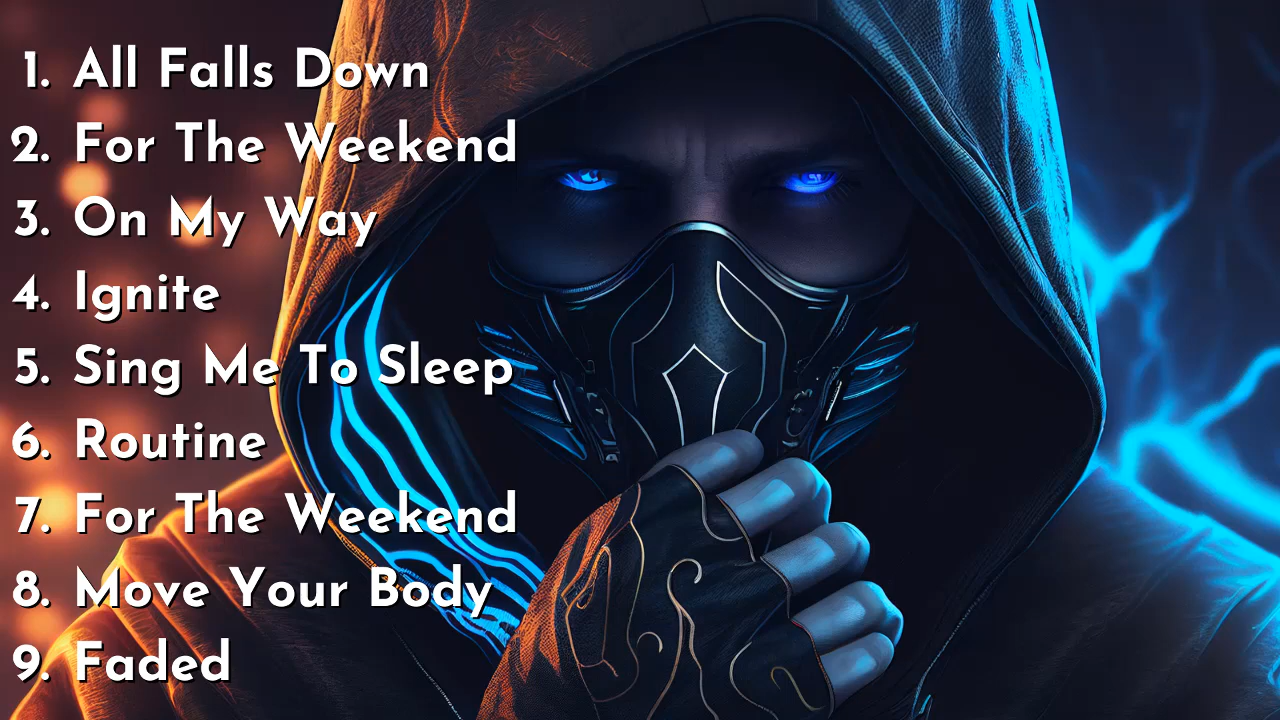 1. All Falls Down
2. For The Weekend
3. On My Way
4. Ignite
5. Sing Me To Sleep
6. Routine
7. For The Weekend
8. Move Your Body
9. Faded